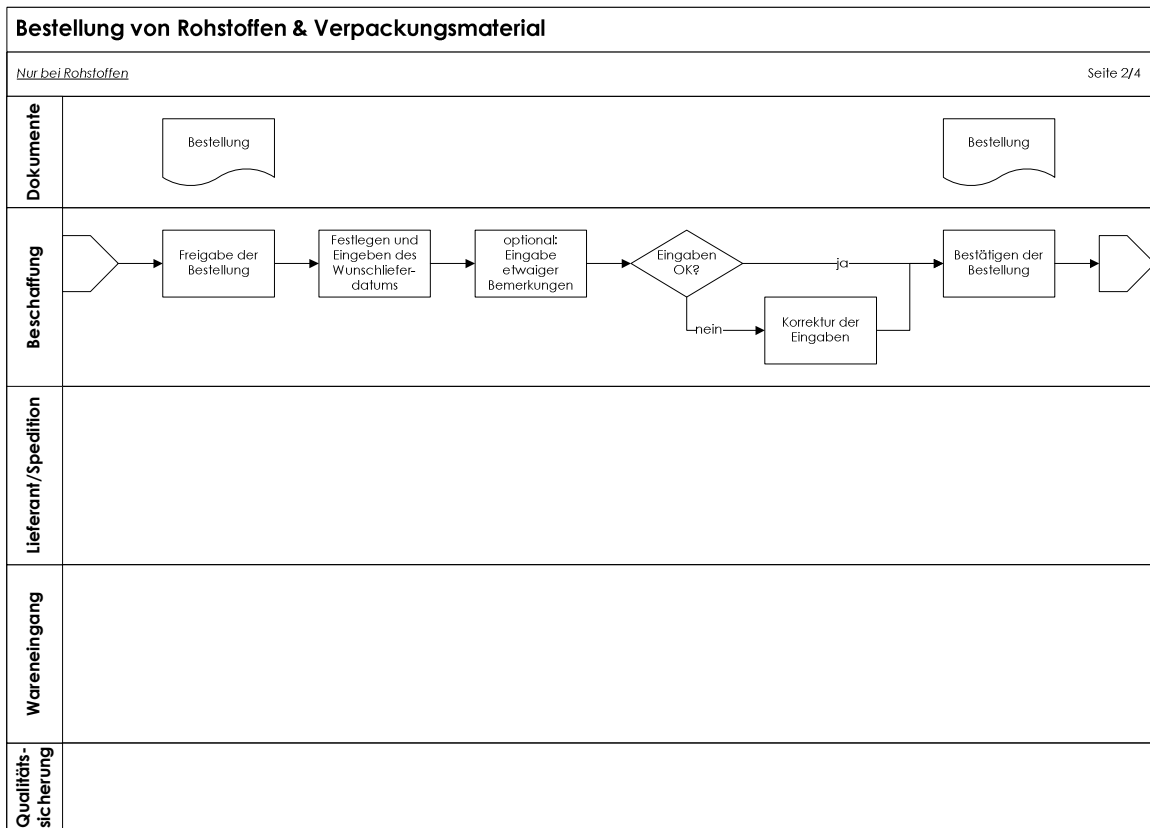 Bestellung von Rohstoffen & Verpackungsmaterial
Nur bei Rohstoffen
Seite 2/4
Dokumente
Bestellung
Bestellung
Beschaffung
Freigabe der
Bestellung
Festlegen und
Eingeben des
Wunschliefer-
datums
optional:
Eingabe
etwaiger
Bemerkungen
Eingaben
OK?
ja
nein
Korrektur der
Eingaben
Bestätigen der
Bestellung
Lieferant/Spedition
Wareneingang
Qualitäts-
sicherung